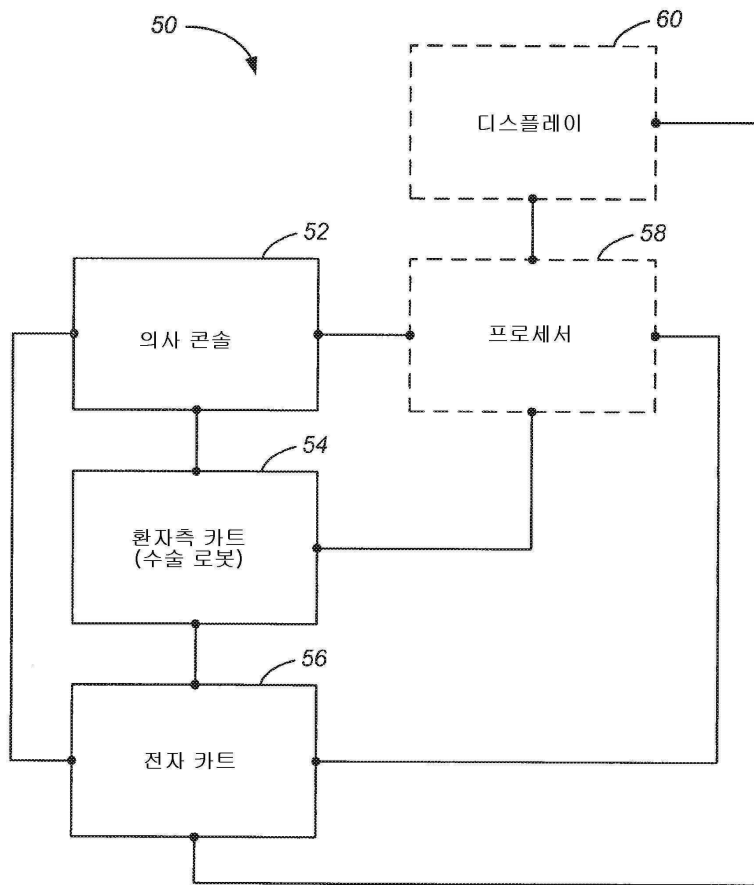 50
60
디스플레이
52
58
의사 콘솔
프로세서
54
환자측 카트
(수술 로봇)
56
전자 카트